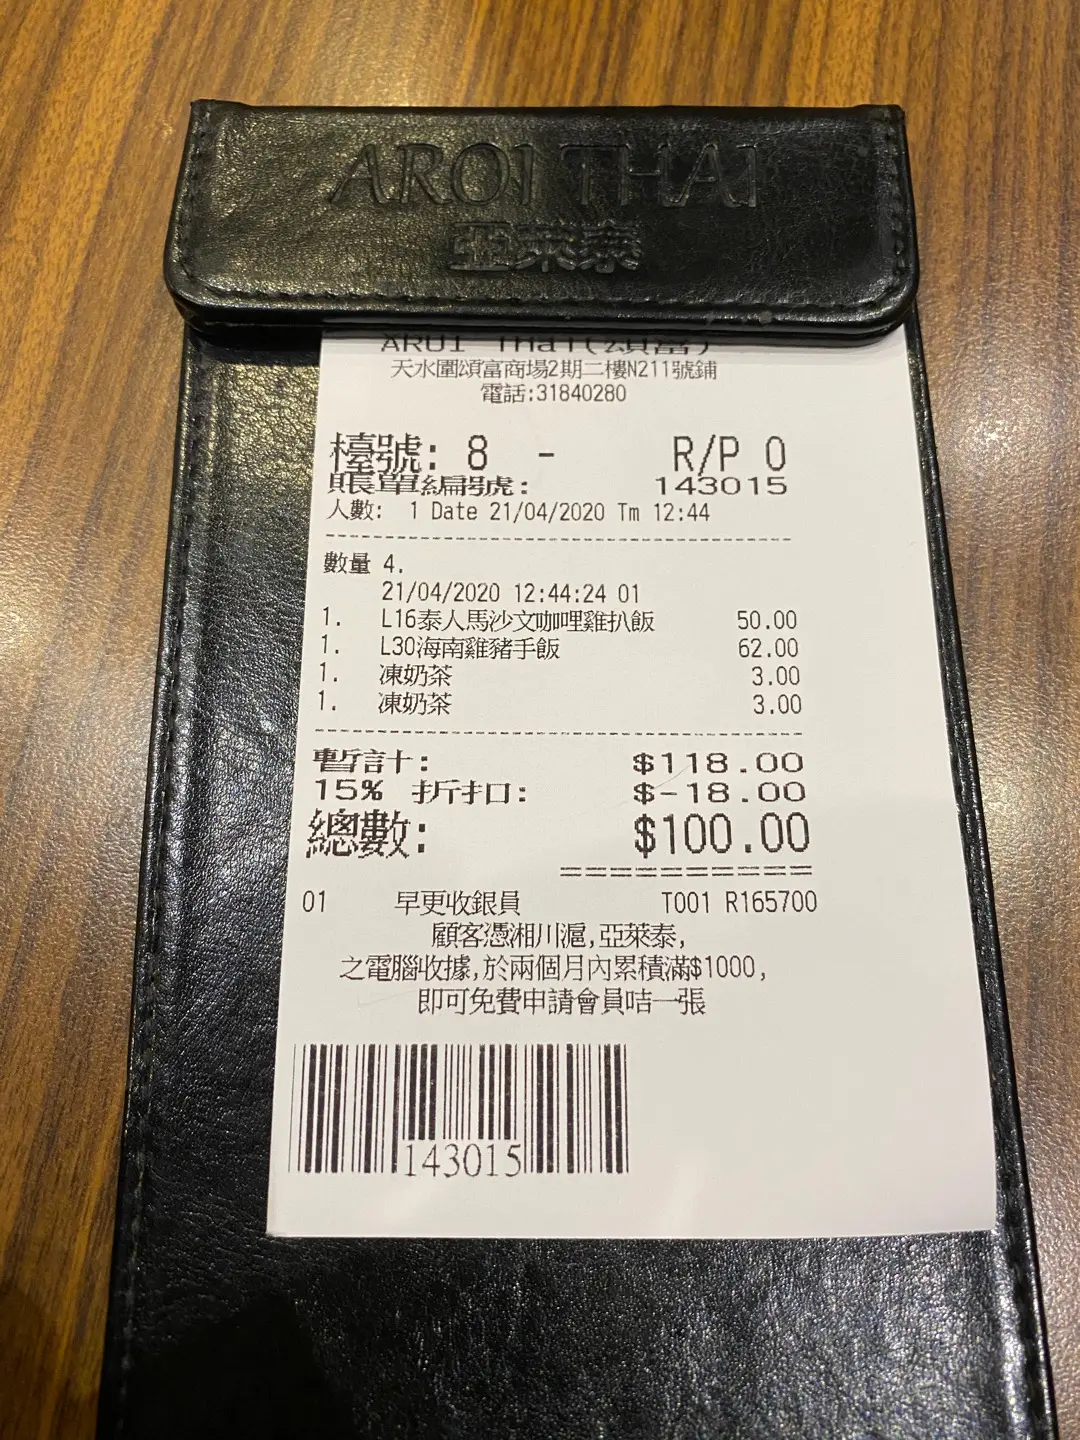 AROI THAI
亞萊泰
AROI Thai(頌富)
天水圍頌富商場2期二樓N211號鋪
電話:31840280
檯號: 8 - R/P 0
賬單編號: 143015
人數: 1 Date 21/04/2020 Tm 12:44
數量 4.
21/04/2020 12:44:24 01
1. L16泰人馬沙文咖哩雞扒飯 50.00
1. L30海南雞豬手飯 62.00
1. 凍奶茶 3.00
1. 凍奶茶 3.00
暫計: $118.00
15% 折扣: $-18.00
總數: $100.00
==========
01 早更收銀員 T001 R165700
顧客憑湘川滬,亞萊泰,
之電腦收據,於兩個月內累積滿$1000,
即可免費申請會員咭一張
143015